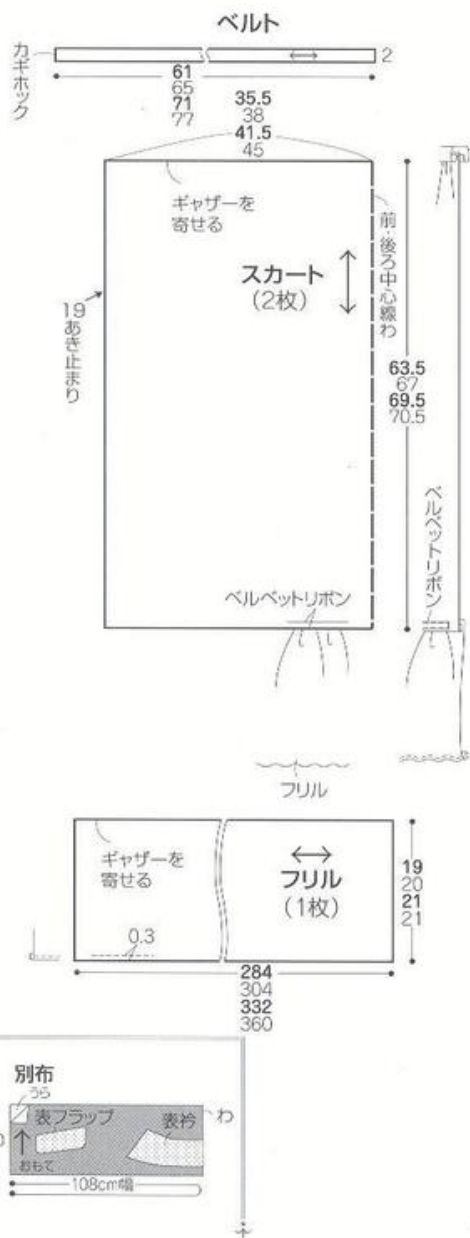 ベルト
カギホック
2
61
65
71
77
35.5
38
41.5
45
ギャザーを
寄せる
前・後ろ中心線わ
スカート
(2枚)
19
あき止まり
63.5
67
69.5
70.5
ベルベットリボン
ベルベットリボン
フリル
ギャザーを
寄せる
フリル
(1枚)
0.3
19
20
21
21
284
304
332
360
別布
うら
表フラップ
表衿
わ
おもて
108cm幅